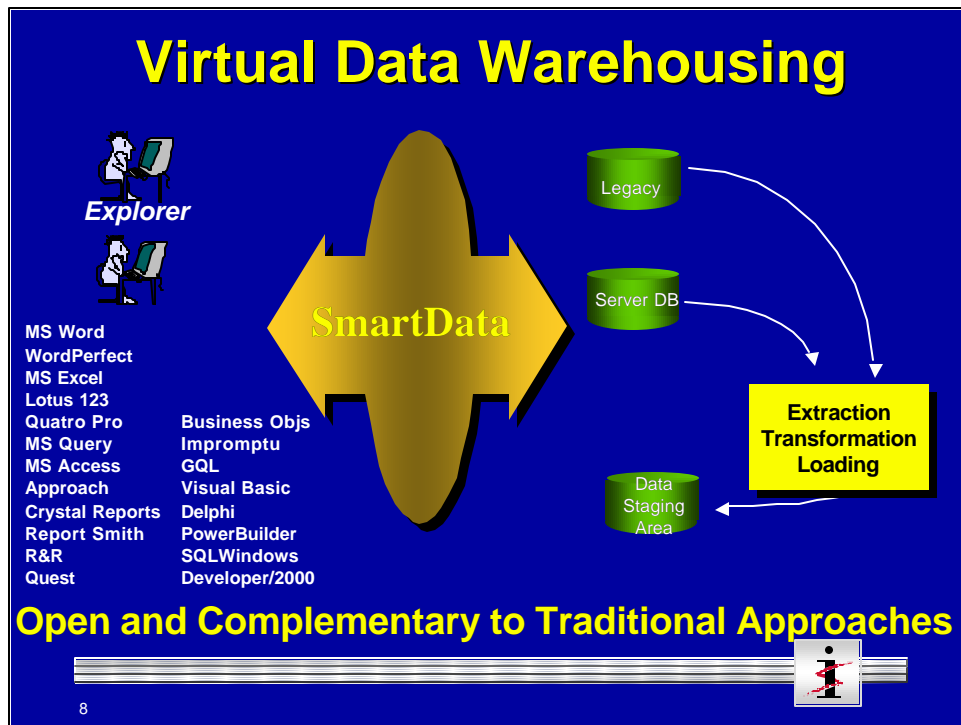 Virtual Data Warehousing
Explorer
MS Word
WordPerfect
MS Excel
Lotus 123
Quatro Pro
MS Query
MS Access
Approach
Crystal Reports
Report Smith
R&R
Quest
Business Objs
Impromptu
GQL
Visual Basic
Delphi
PowerBuilder
SQLWindows
Developer/2000
SmartData
Legacy
Server DB
Extraction
Transformation
Loading
Data
Staging
Area
Open and Complementary to Traditional Approaches
i
8